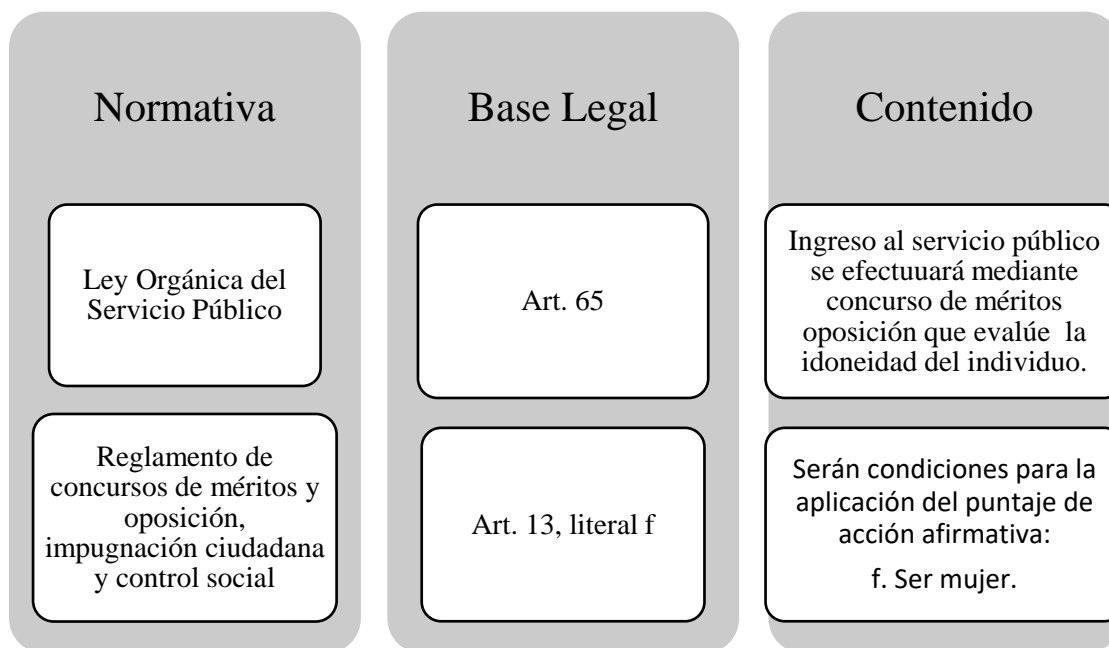 Normativa
Ley Orgánica del
Servicio Público
Reglamento de
concursos de méritos y
oposición,
impugnación ciudadana
y control social
Base Legal
Art. 65
Art. 13, literal f
Contenido
Ingreso al servicio público
se efectuuará mediante
concurso de méritos
oposición que evalúe la
idoneidad del individuo.
Serán condiciones para la
aplicación del puntaje de
acción afirmativa:
f. Ser mujer.